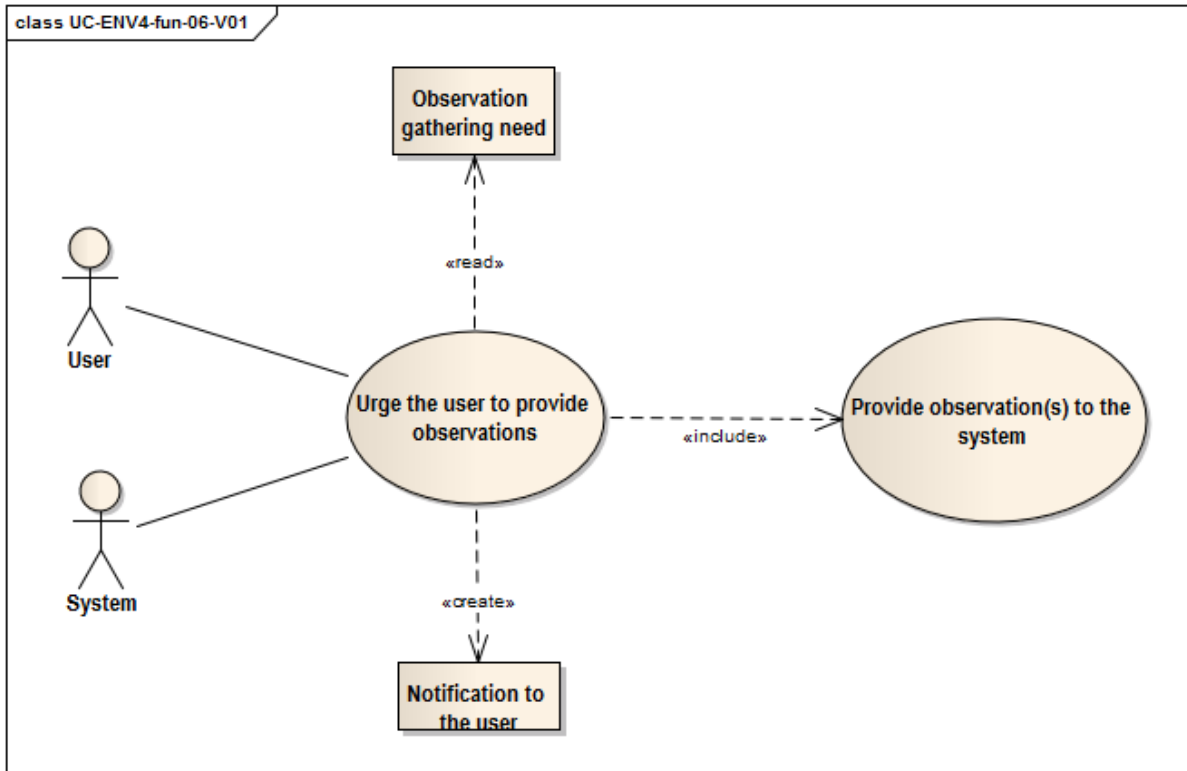 class UC-ENV4-fun-06-V01
Observation
gathering need
«read»
User
Urge the user to provide
observations
«include»
Provide observation(s) to the
system
System
«create»
Notification to
the user